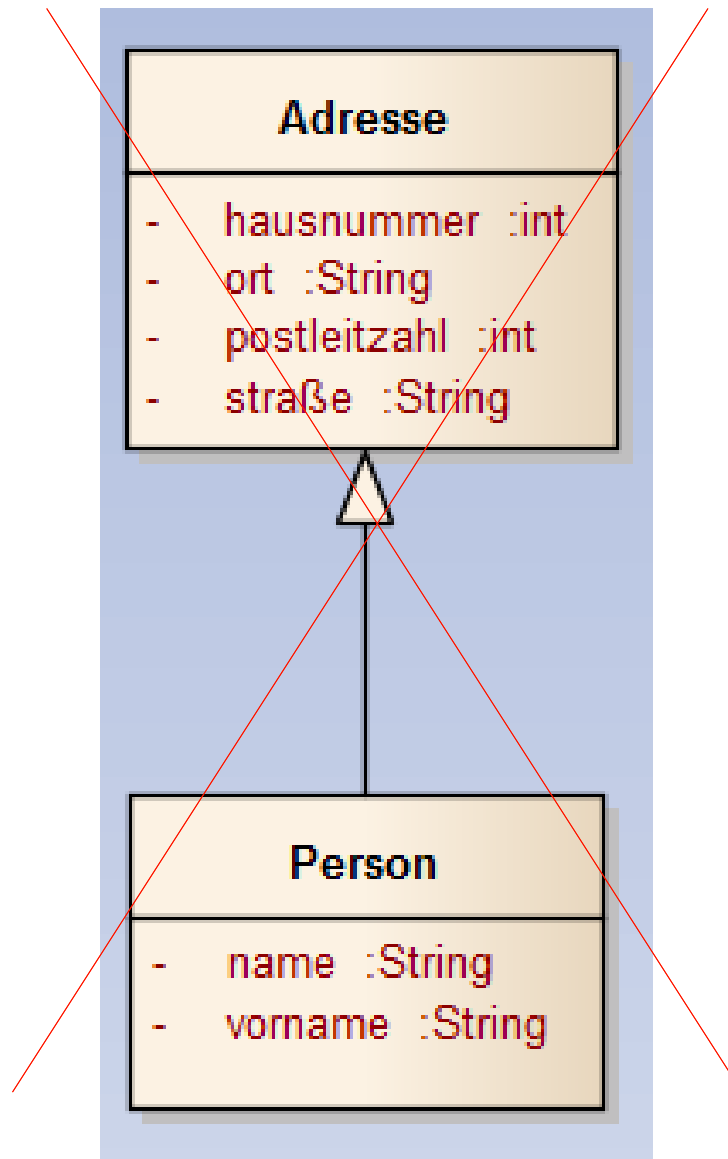 Adresse
- hausnummer :int
- ort :String
- postleitzahl :int
- straße :String
Person
- name :String
- vorname :String